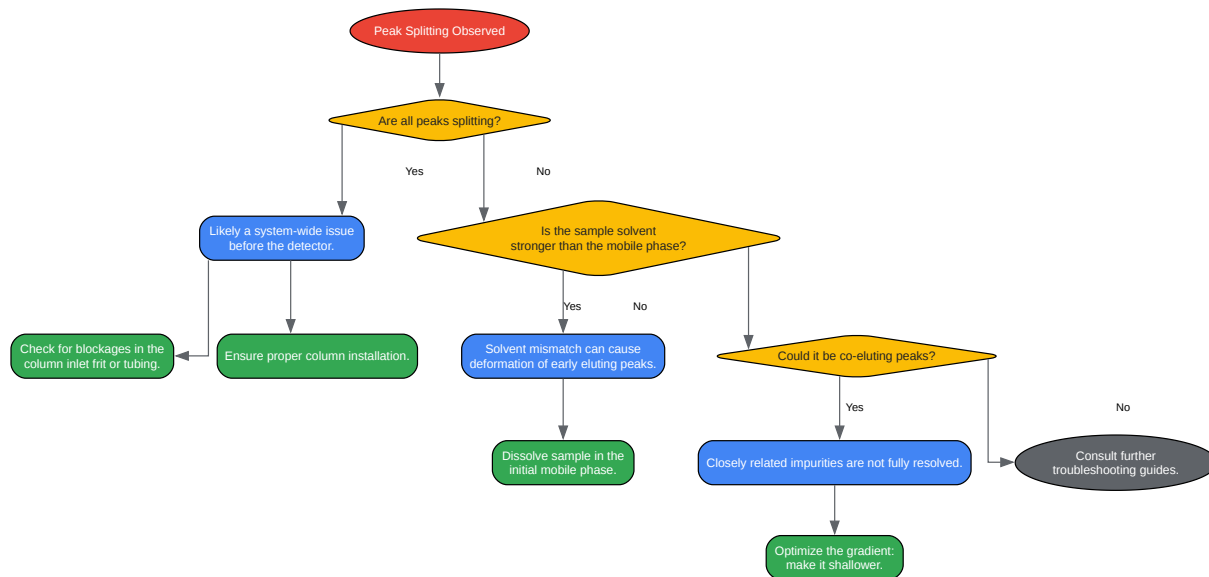 Peak Splitting Observed
Are all peaks splitting?
Yes
No
Likely a system-wide issue
before the detector.
Is the sample solvent
stronger than the mobile phase?
Yes
No
Check for blockages in the
column inlet frit or tubing.
Ensure proper column installation.
Solvent mismatch can cause
deformation of early eluting peaks.
Could it be co-eluting peaks?
Yes
No
Dissolve sample in the
initial mobile phase.
Closely related impurities are not fully resolved.
Consult further
troubleshooting guides.
Optimize the gradient:
make it shallower.